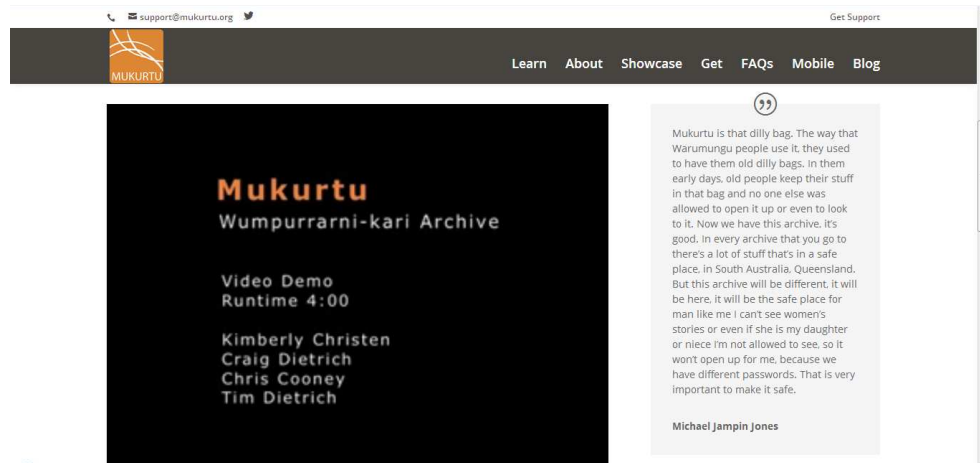 support@mukurtu.org
Get Support
MUKURTU
Learn About Showcase Get FAQs Mobile Blog
Mukurtu
Wumpurrarni-kari Archive
Video Demo
Runtime 4:00
Kimberly Christen
Craig Dietrich
Chris Cooney
Tim Dietrich
Mukurtu is that dilly bag. The way that
Warumungu people use it, they used
to have them old dilly bags. In them
early days, old people keep their stuff
in that bag and no one else was
allowed to open it up or even to look
to it. Now we have this archive, it's
good. In every archive that you go to
there's a lot of stuff that's in a safe
place, in South Australia, Queensland.
But this archive will be different, it will
be here, it will be the safe place for
man like me I can't see women's
stories or even if she is my daughter
or niece I'm not allowed to see, so it
won't open up for me, because we
have different passwords. That is very
important to make it safe.
Michael Jampin Jones